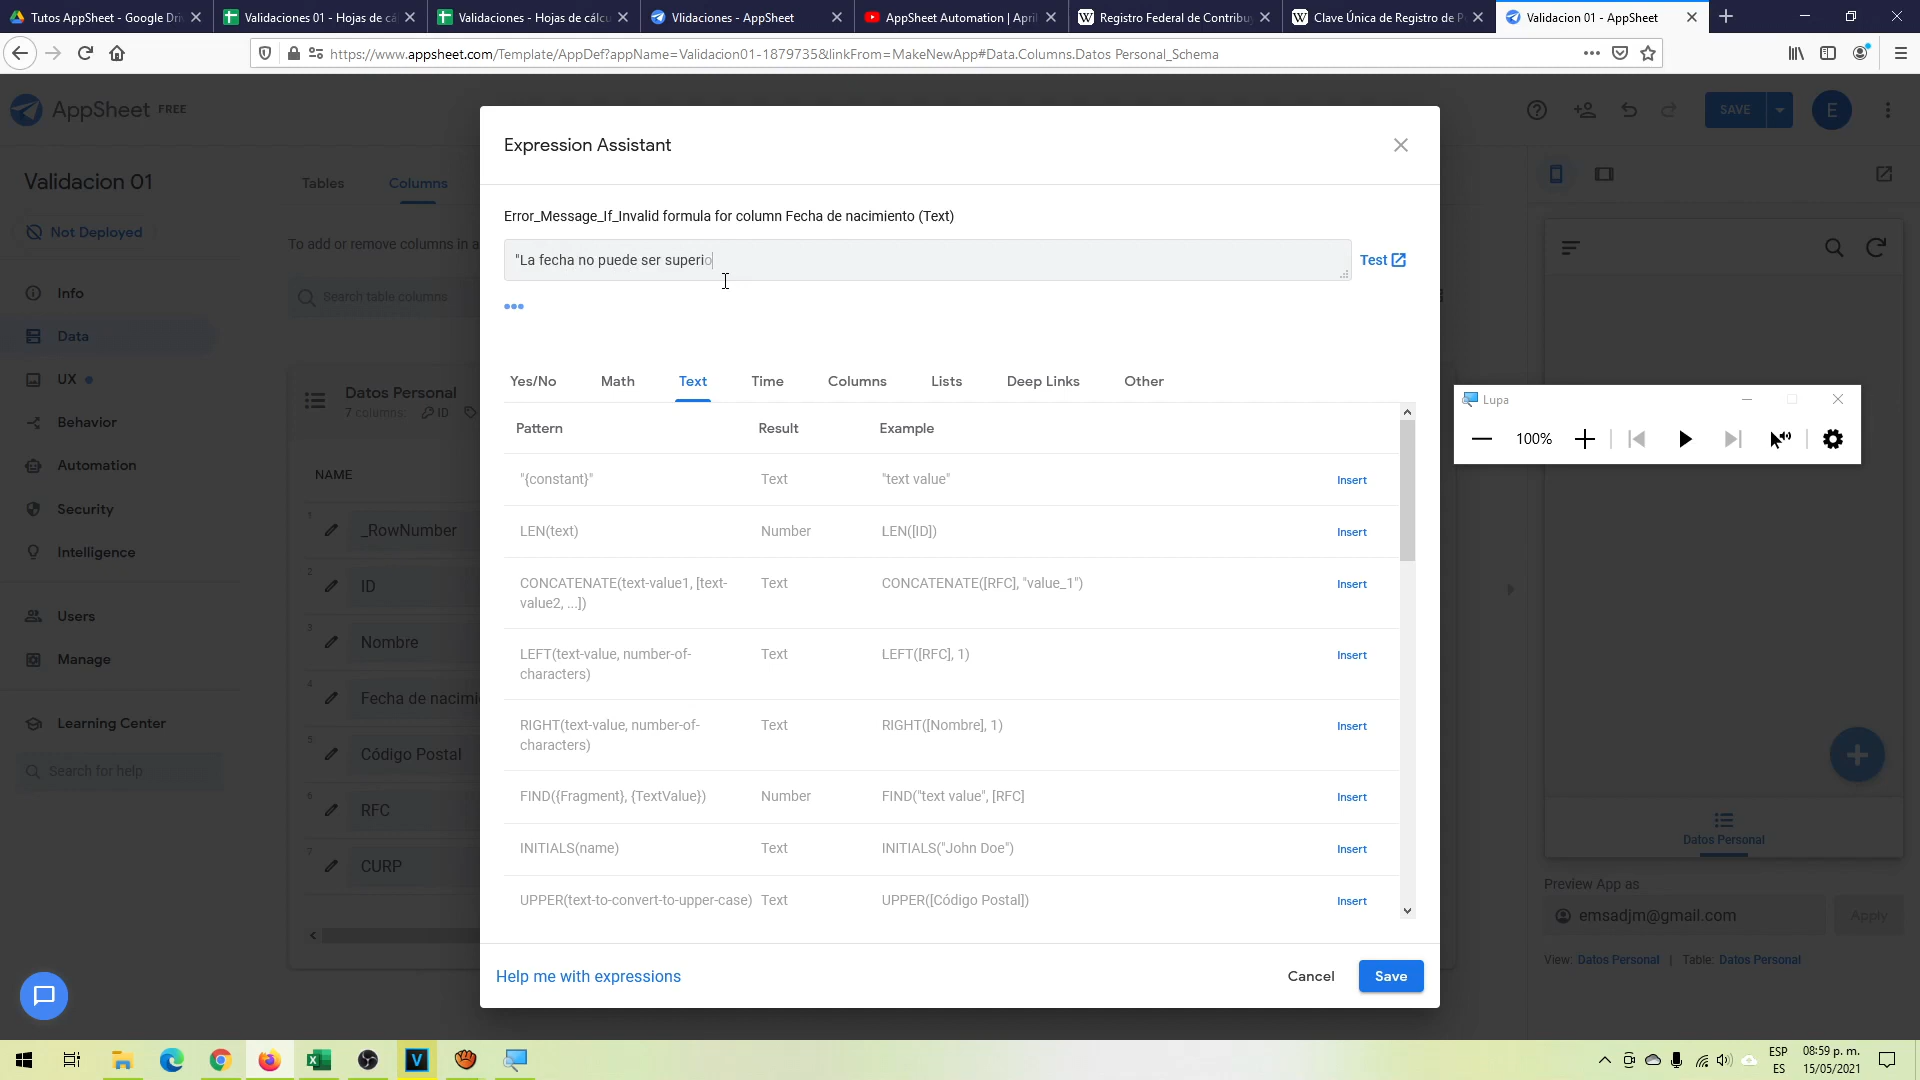 Tutos AppSheet - Google Dri
Validaciones 01 - Hojas de cá
Validaciones - Hojas de cálcu
Vlidaciones - AppSheet
AppSheet Automation | April
Registro Federal de Contribu
Clave Única de Registro de P
Validacion 01 - AppSheet
https://www.appsheet.com/Template/AppDef?appName=Validacion01-1879735&linkFrom=MakeNewApp#Data.Columns.Datos Personal_Schema
AppSheet FREE
SAVE
E
Validacion 01
Tables
Columns
Not Deployed
To add or remove columns in a
Info
Data
UX
Behavior
Automation
Security
Intelligence
Users
Manage
Learning Center
Search for help
Search table columns
Datos Personal
7 columns: ID
NAME
1
_RowNumber
2
ID
3
Nombre
4
Fecha de nacimi
5
Código Postal
6
RFC
7
CURP
Expression Assistant
Error_Message_If_Invalid formula for column Fecha de nacimiento (Text)
"La fecha no puede ser superio
Test
Yes/No
Math
Text
Time
Columns
Lists
Deep Links
Other
Pattern Result Example
"{constant}" Text "text value" Insert
LEN(text) Number LEN([ID]) Insert
CONCATENATE(text-value1, [text- Text CONCATENATE([RFC], "value_1") Insert
value2, ...])
LEFT(text-value, number-of- Text LEFT([RFC], 1) Insert
characters)
RIGHT(text-value, number-of- Text RIGHT([Nombre], 1) Insert
characters)
FIND({Fragment}, {TextValue}) Number FIND("text value", [RFC] Insert
INITIALS(name) Text INITIALS("John Doe") Insert
UPPER(text-to-convert-to-upper-case) Text UPPER([Código Postal]) Insert
Help me with expressions
Cancel
Save
Lupa
100%
Datos Personal
Preview App as
emsadjm@gmail.com
Apply
View: Datos Personal | Table: Datos Personal
V
ESP
ES
08:59 p. m.
15/05/2021